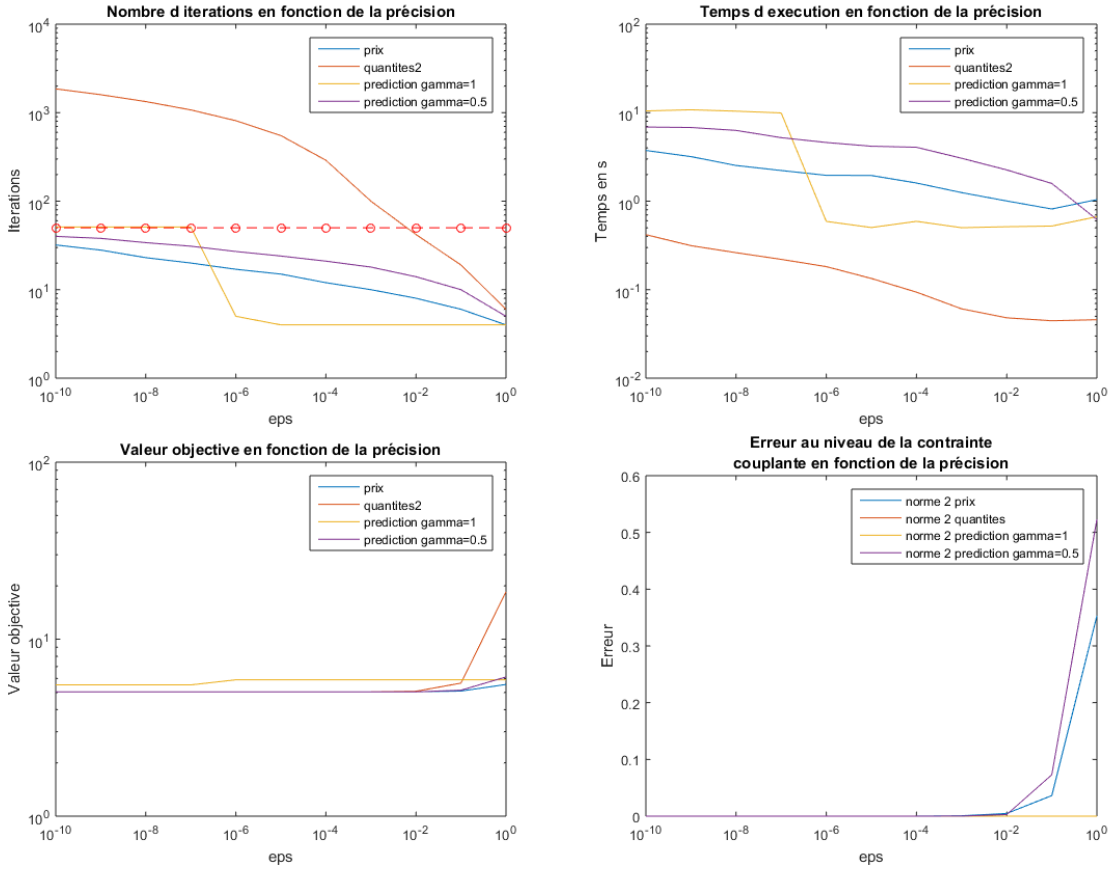 Nombre d iterations en fonction de la précision
10^4
10^3
10^2
10^1
10^0
Iterations
prix
quantites2
prediction gamma=1
prediction gamma=0.5
10^-10
10^-8
10^-6
10^-4
10^-2
10^0
eps
Temps d execution en fonction de la précision
10^2
10^1
10^0
10^-1
10^-2
Temps en s
prix
quantites2
prediction gamma=1
prediction gamma=0.5
10^-10
10^-8
10^-6
10^-4
10^-2
10^0
eps
Valeur objective en fonction de la précision
10^2
10^1
10^0
Valeur objective
prix
quantites2
prediction gamma=1
prediction gamma=0.5
10^-10
10^-8
10^-6
10^-4
10^-2
10^0
eps
Erreur au niveau de la contrainte
couplante en fonction de la précision
0.6
0.5
0.4
0.3
0.2
0.1
0
Erreur
norme 2 prix
norme 2 quantites
norme 2 prediction gamma=1
norme 2 prediction gamma=0.5
10^-10
10^-8
10^-6
10^-4
10^-2
10^0
eps